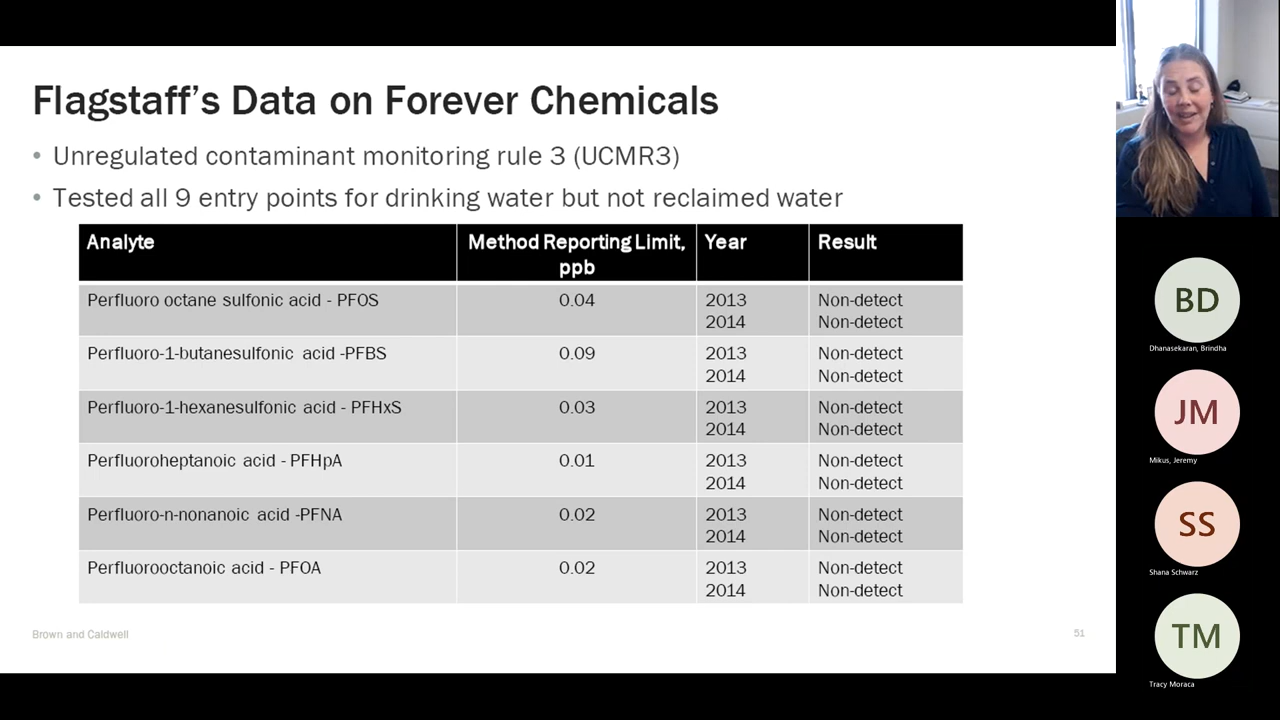 Flagstaff's Data on Forever Chemicals
• Unregulated contaminant monitoring rule 3 (UCMR3)
• Tested all 9 entry points for drinking water but not reclaimed water
Analyte Method Reporting Limit, ppb Year Result
Perfluoro octane sulfonic acid - PFOS 0.04 2013 Non-detect
2014 Non-detect
Perfluoro-1-butanesulfonic acid -PFBS 0.09 2013 Non-detect
2014 Non-detect
Perfluoro-1-hexanesulfonic acid - PFHxS 0.03 2013 Non-detect
2014 Non-detect
Perfluoroheptanoic acid - PFHpA 0.01 2013 Non-detect
2014 Non-detect
Perfluoro-n-nonanoic acid -PFNA 0.02 2013 Non-detect
2014 Non-detect
Perfluorooctanoic acid - PFOA 0.02 2013 Non-detect
2014 Non-detect
Brown and Caldwell
51
BD
Dhanasekaran, Brindha
JM
Mikus, Jeremy
SS
Shana Schwarz
TM
Tracy Moraca